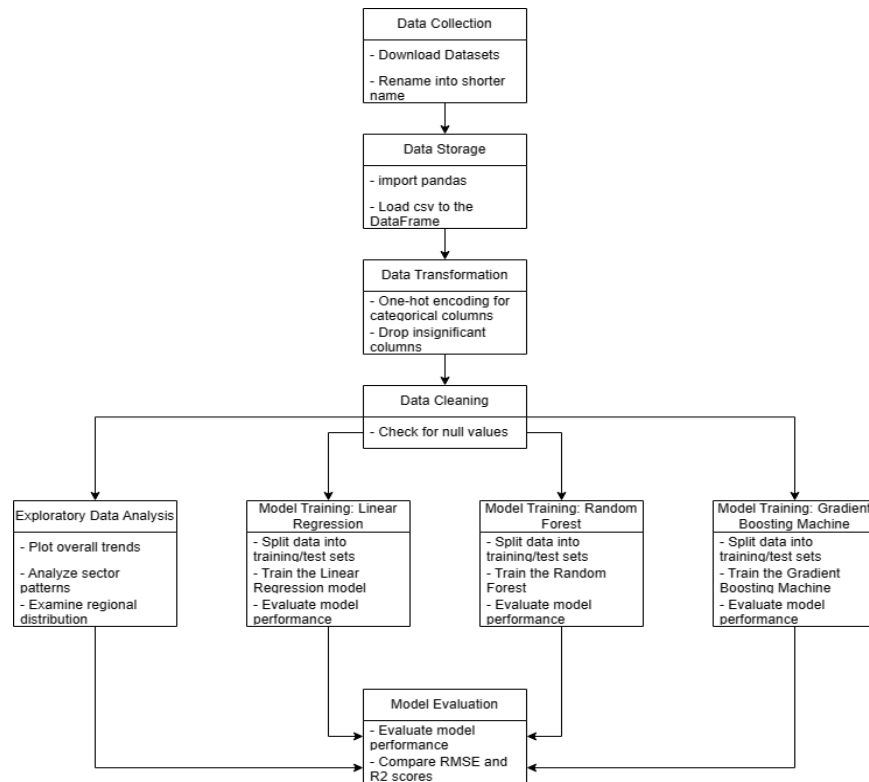 Data Collection
- Download Datasets
- Rename into shorter
name
Data Storage
- import pandas
- Load csv to the
DataFrame
Data Transformation
- One-hot encoding for
categorical columns
- Drop insignificant
columns
Data Cleaning
- Check for null values
Exploratory Data Analysis
- Plot overall trends
- Analyze sector
patterns
- Examine regional
distribution
Model Training: Linear
Regression
- Split data into
training/test sets
- Train the Linear
Regression model
- Evaluate model
performance
Model Training: Random
Forest
- Split data into
training/test sets
- Train the Random
Forest
- Evaluate model
performance
Model Training: Gradient
Boosting Machine
- Split data into
training/test sets
- Train the Gradient
Boosting Machine
- Evaluate model
performance
Model Evaluation
- Evaluate model
performance
- Compare RMSE and
R2 scores